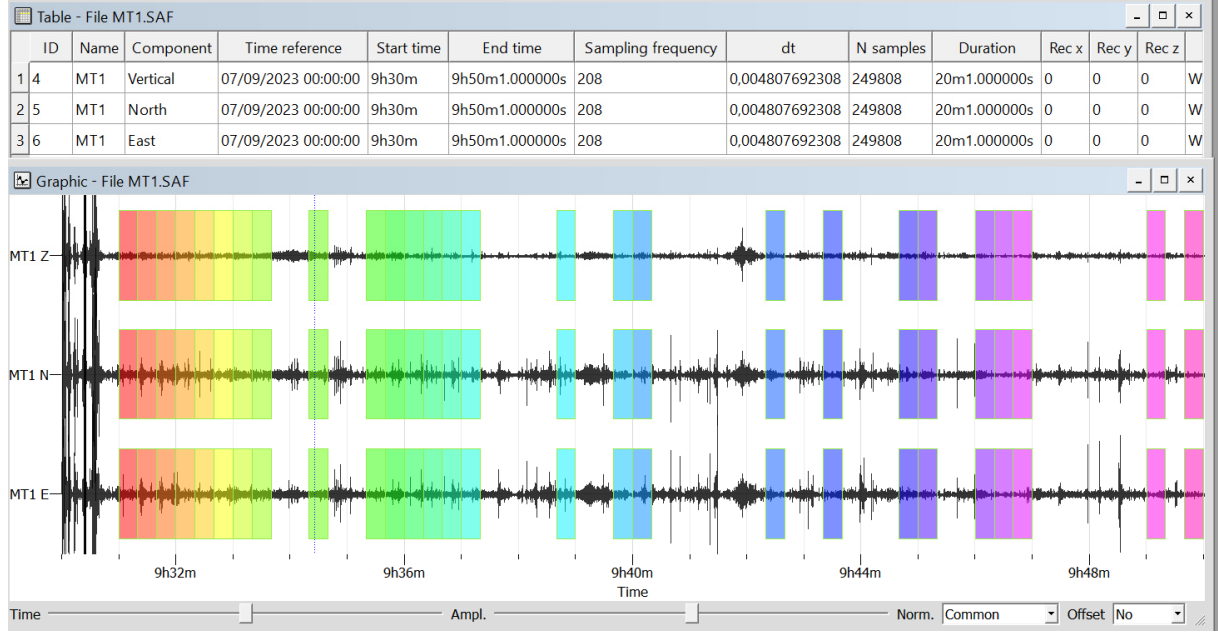 Table - File MT1.SAF
ID Name Component Time reference Start time End time Sampling frequency dt N samples Duration Rec x Rec y Rec z
1 4 MT1 Vertical 07/09/2023 00:00:00 9h30m 9h50m1.000000s 208 0,004807692308 249808 20m1.000000s 0 0 0 W
2 5 MT1 North 07/09/2023 00:00:00 9h30m 9h50m1.000000s 208 0,004807692308 249808 20m1.000000s 0 0 0 W
3 6 MT1 East 07/09/2023 00:00:00 9h30m 9h50m1.000000s 208 0,004807692308 249808 20m1.000000s 0 0 0 W
Graphic - File MT1.SAF
MT1 Z
MT1 N
MT1 E
9h32m 9h36m 9h40m 9h44m 9h48m
Time
Time Ampl. Norm. Common Offset No